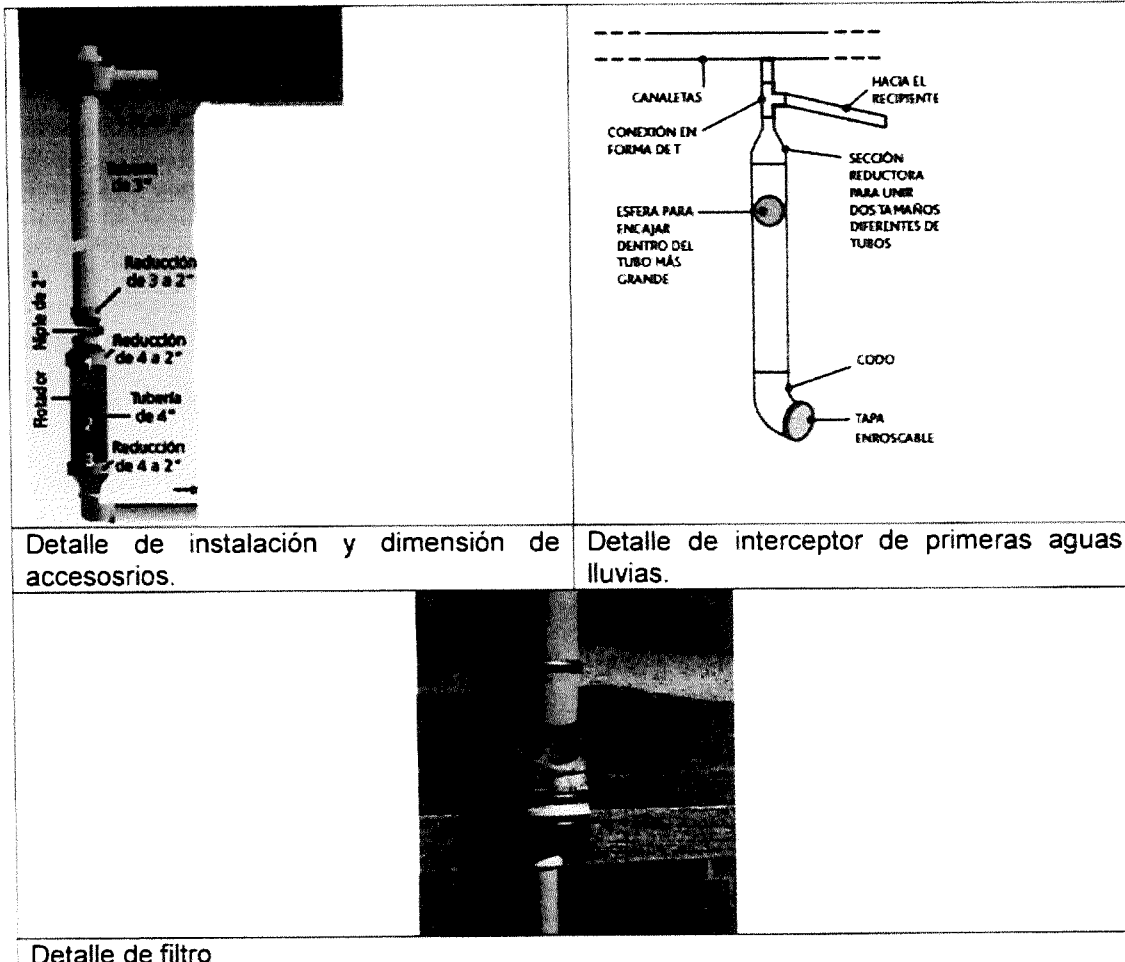 Tubería
de 3"
Reducción
de 3 a 2"
Niple de 2"
Reducción
de 4 a 2"
Flotador
Tubería
de 4"
1
2
3
Reducción
de 4 a 2"
CANALETAS
HACIA EL
RECIPIENTE
CONEXIÓN EN
FORMA DE T
SECCIÓN
REDUCTORA
PARA UNIR
DOS TAMAÑOS
DIFERENTES DE
TUBOS
ESFERA PARA
ENCAJAR
DENTRO DEL
TUBO MÁS
GRANDE
CODO
TAPA
ENROSCABLE
Detalle de instalación y dimensión de
accesosrios.
Detalle de interceptor de primeras aguas
lluvias.
Detalle de filtro